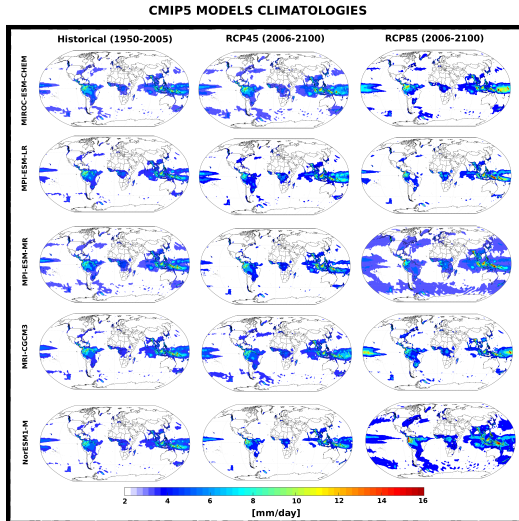 CMIP5 MODELS CLIMATOLOGIES
Historical (1950-2005) RCP45 (2006-2100) RCP85 (2006-2100)
MIROC-ESM-CHEM
MPI-ESM-LR
MPI-ESM-MR
MRI-CGCM3
NorESM1-M
2 4 6 8 10 12 14 16
[mm/day]